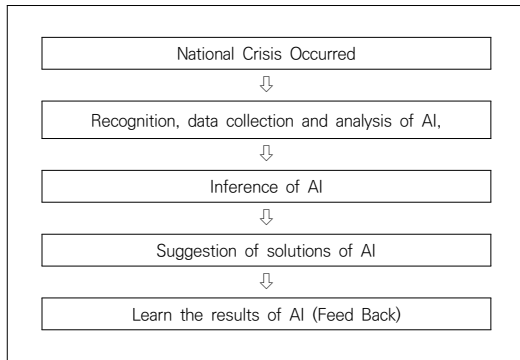 National Crisis Occurred
Recognition, data collection and analysis of AI,
Inference of AI
Suggestion of solutions of AI
Learn the results of AI (Feed Back)